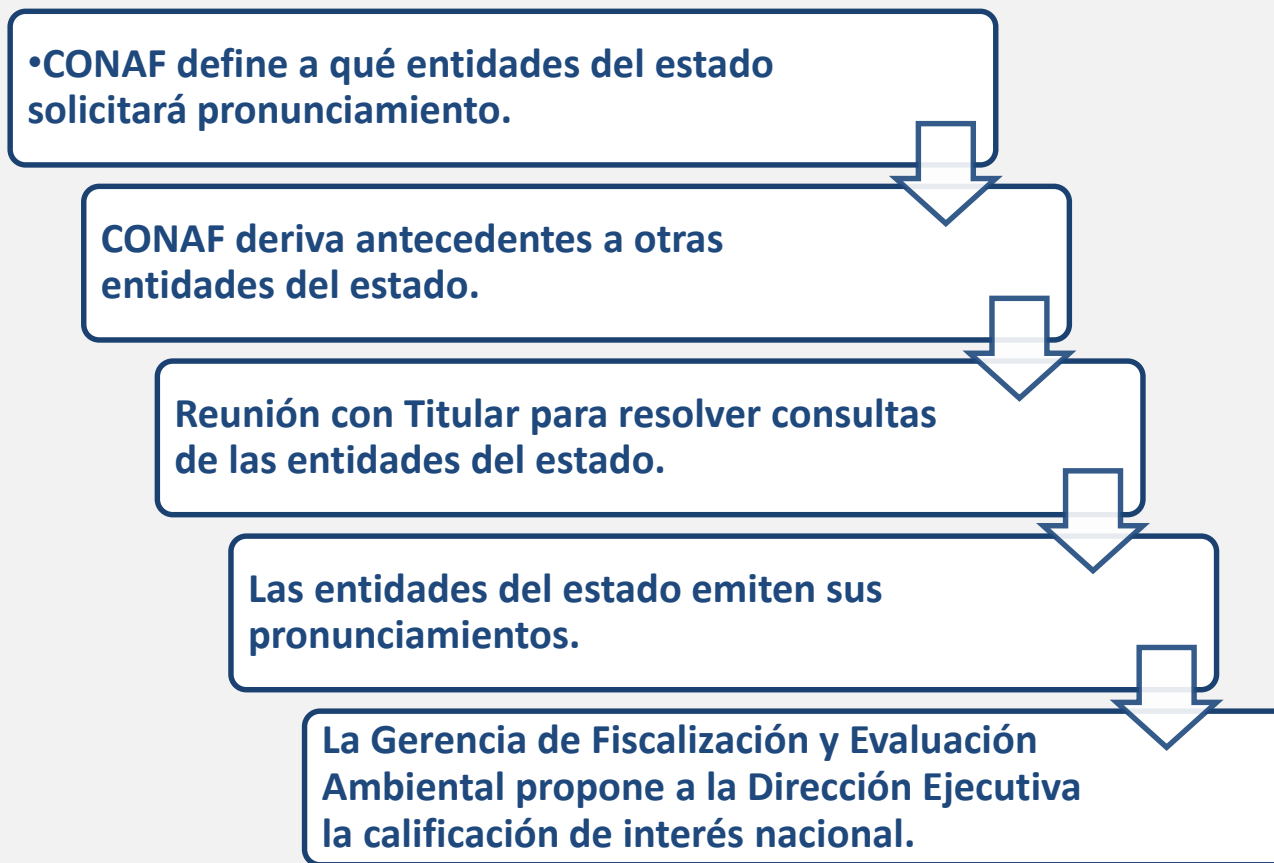 •CONAF define a qué entidades del estado
solicitará pronunciamiento.
CONAF deriva antecedentes a otras
entidades del estado.
Reunión con Titular para resolver consultas
de las entidades del estado.
Las entidades del estado emiten sus
pronunciamientos.
La Gerencia de Fiscalización y Evaluación
Ambiental propone a la Dirección Ejecutiva
la calificación de interés nacional.